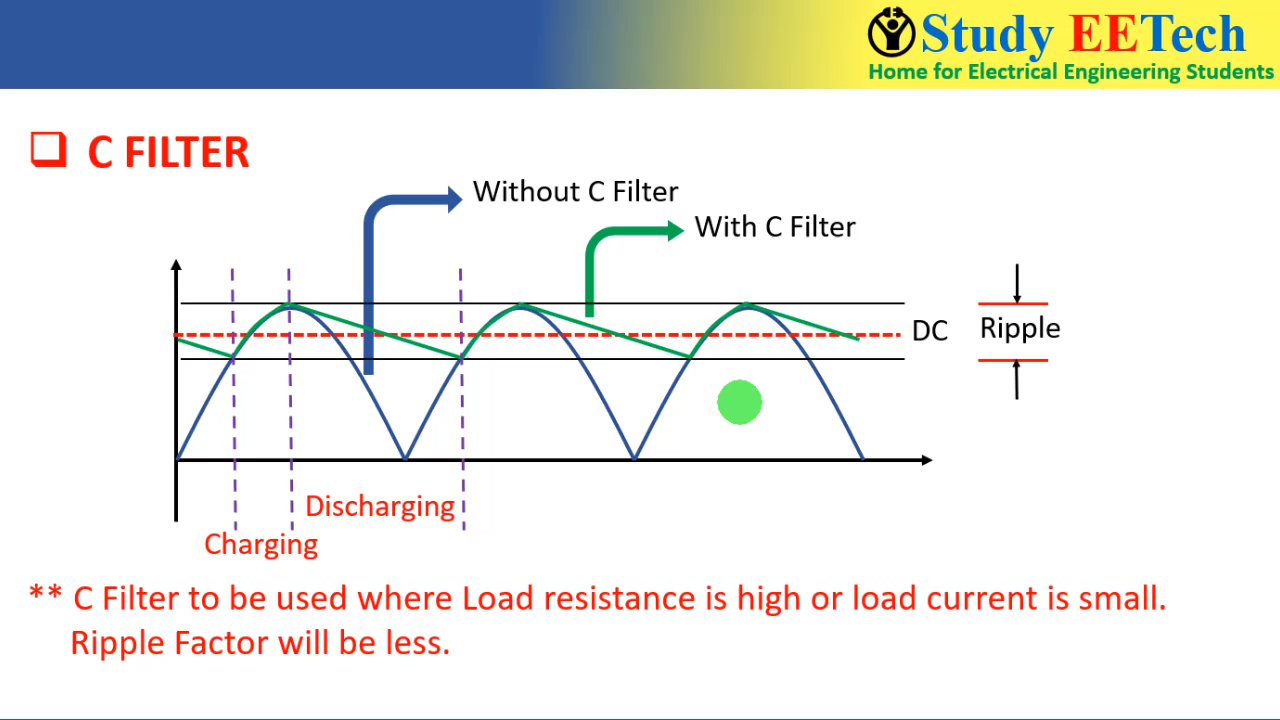 Study EETech
Home for Electrical Engineering Students
C FILTER
Without C Filter
With C Filter
DC
Ripple
Discharging
Charging
** C Filter to be used where Load resistance is high or load current is small.
Ripple Factor will be less.